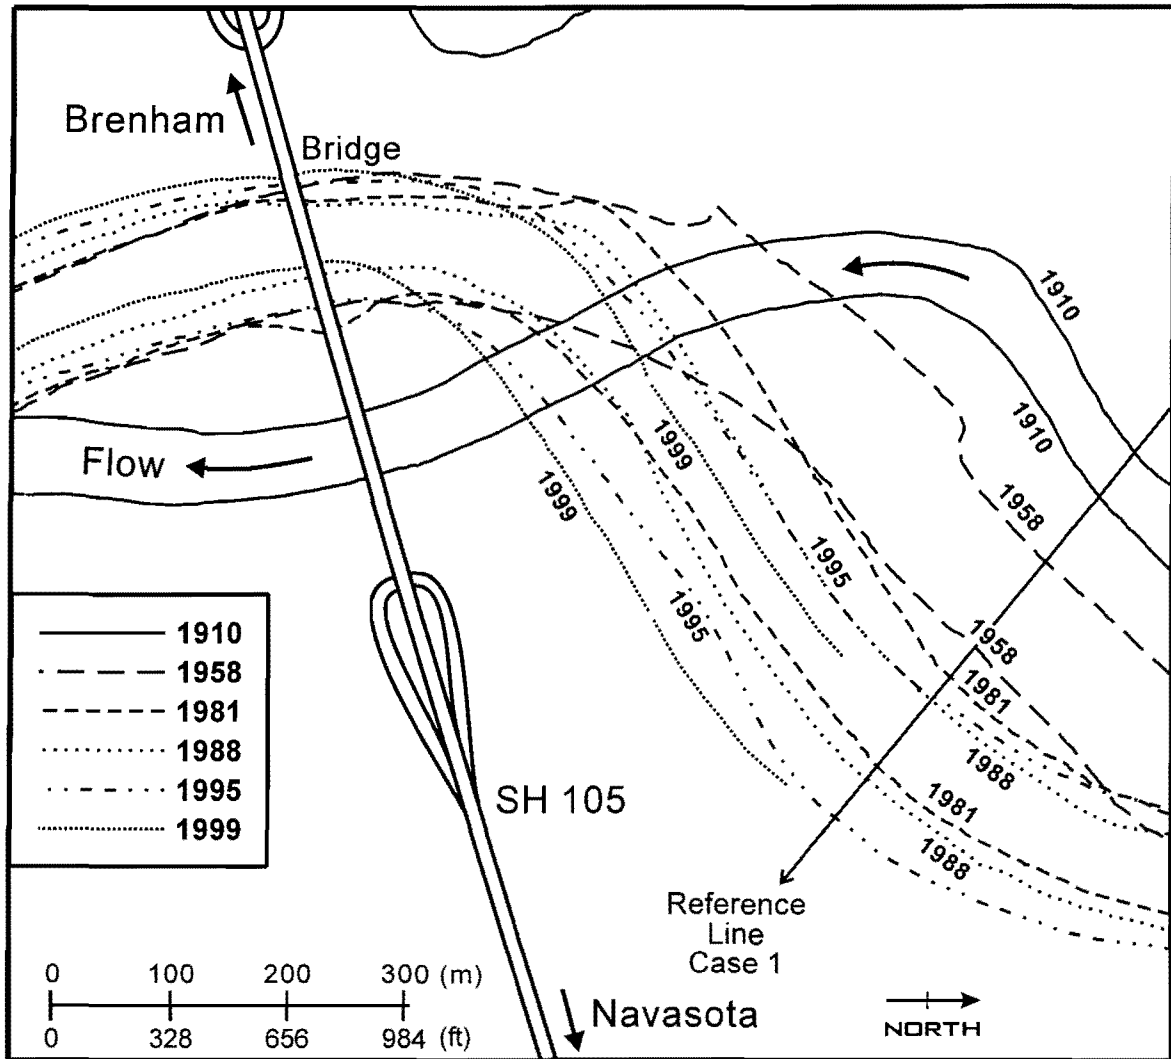 Brenham
Bridge
1910
1910
Flow
1999
1999
1958
1995
1995
1958
1981
1988
1981
1988
1910
1958
1981
1988
1995
1999
SH 105
Reference
Line
Case 1
0 100 200 300 (m)
0 328 656 984 (ft)
Navasota
NORTH